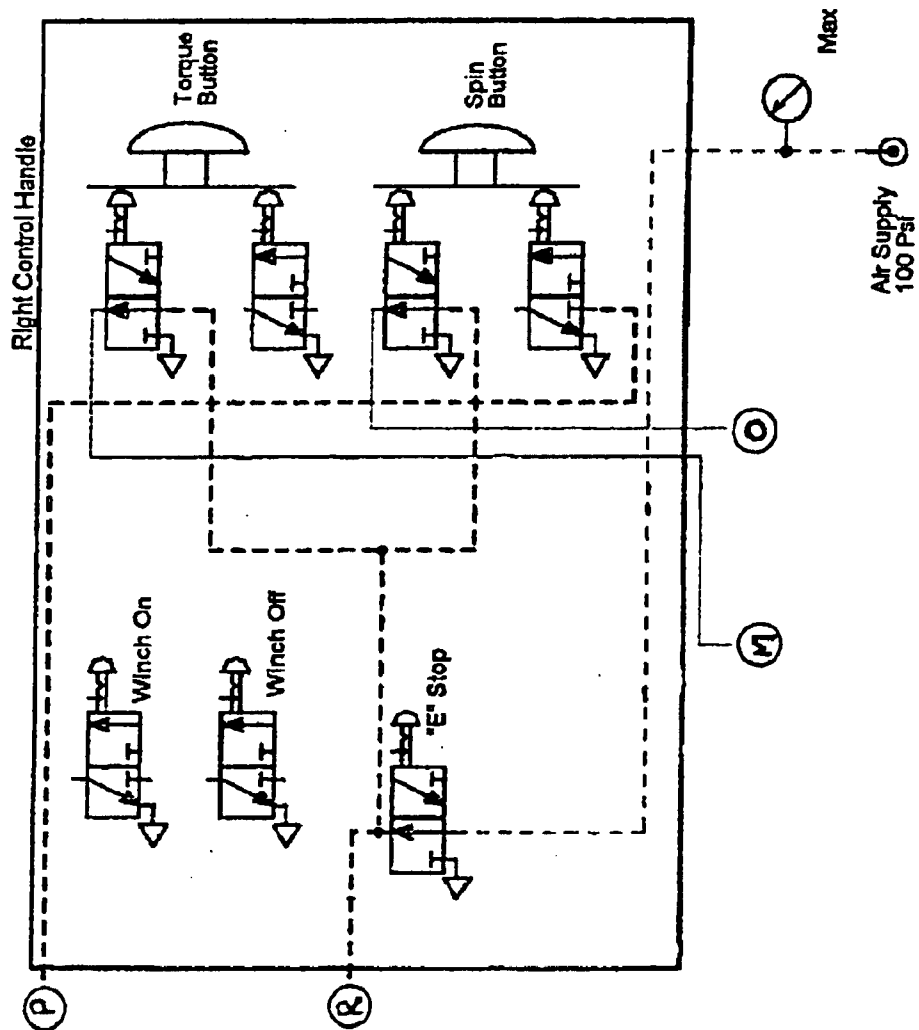 Right Control Handle
Torque
Button
Spin
Button
Winch On
Winch Off
"E" Stop
Max
Air Supply
100 Psi
P
R
M
O